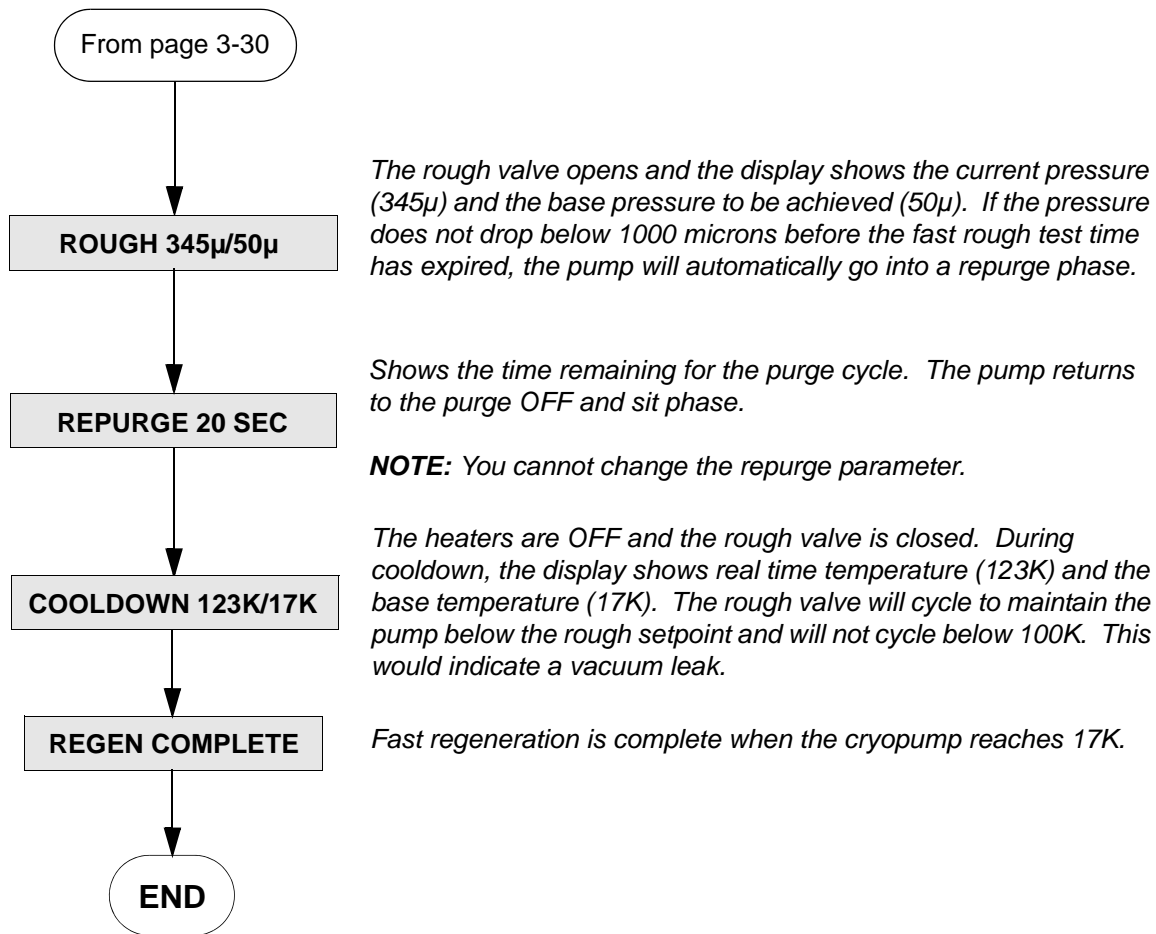 From page 3-30
The rough valve opens and the display shows the current pressure
(345µ) and the base pressure to be achieved (50µ).  If the pressure
does not drop below 1000 microns before the fast rough test time
has expired, the pump will automatically go into a repurge phase.
ROUGH 345µ/50µ
Shows the time remaining for the purge cycle.  The pump returns
to the purge OFF and sit phase.
REPURGE 20 SEC
NOTE: You cannot change the repurge parameter.
The heaters are OFF and the rough valve is closed.  During
cooldown, the display shows real time temperature (123K) and the
base temperature (17K).  The rough valve will cycle to maintain the
pump below the rough setpoint and will not cycle below 100K.  This
would indicate a vacuum leak.
COOLDOWN 123K/17K
REGEN COMPLETE
Fast regeneration is complete when the cryopump reaches 17K.
END